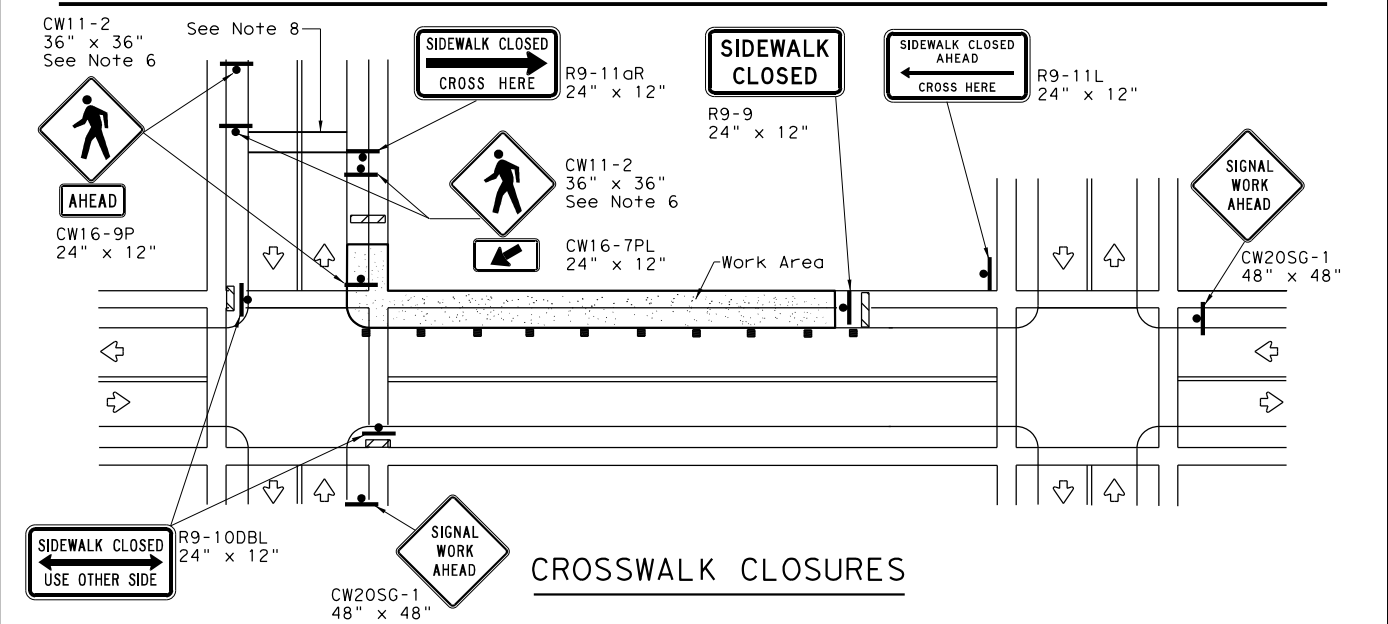 CW11-2
36" x 36"
See Note 6
AHEAD
CW16-9P
24" x 12"
See Note 8
SIDEWALK CLOSED
CROSS HERE
R9-11aR
24" x 12"
CW11-2
36" x 36"
See Note 6
CW16-7PL
24" x 12"
SIDEWALK
CLOSED
R9-9
24" x 12"
SIDEWALK CLOSED
AHEAD
CROSS HERE
R9-11L
24" x 12"
SIGNAL
WORK
AHEAD
CW20SG-1
48" x 48"
Work Area
SIDEWALK CLOSED
USE OTHER SIDE
R9-10DBL
24" x 12"
SIGNAL
WORK
AHEAD
CW20SG-1
48" x 48"
CROSSWALK CLOSURES